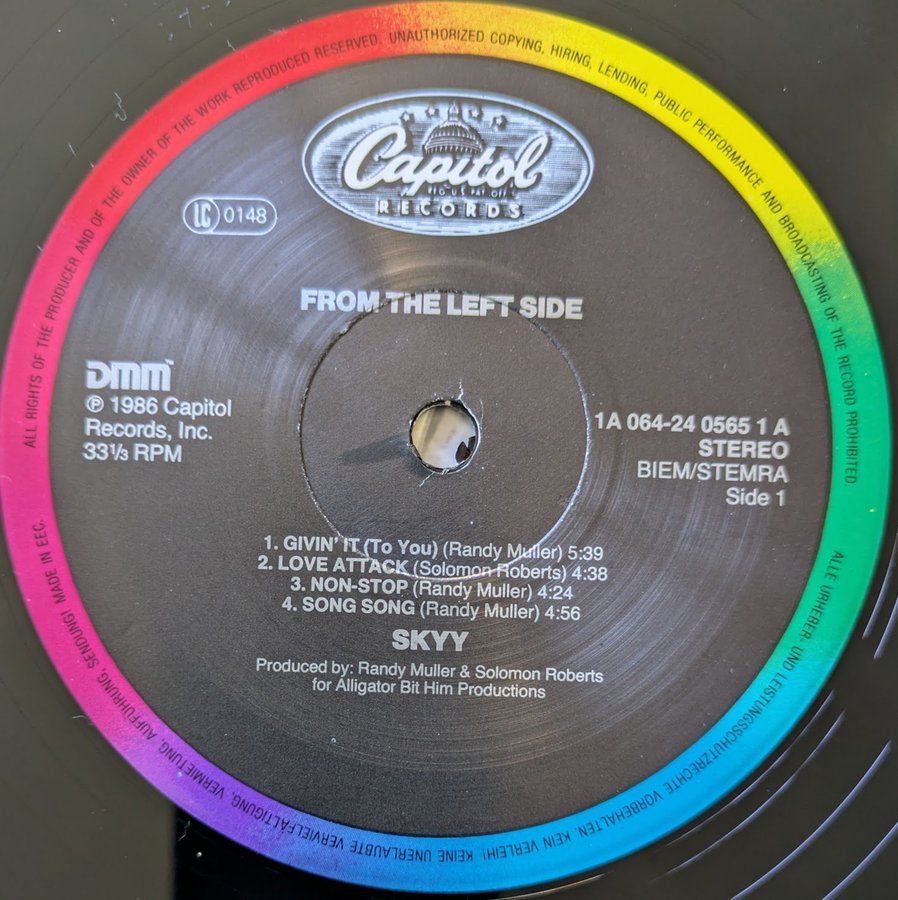 ALL RIGHTS OF THE PRODUCER AND OF THE OWNER OF THE WORK REPRODUCED RESERVED. UNAUTHORIZED COPYING, HIRING, LENDING, PUBLIC PERFORMANCE AND BROADCASTING OF THE RECORD PROHIBITED.
Capitol
REG. U.S. PAT. OFF.
RECORDS
LC 0148
FROM THE LEFT SIDE
DMM™
℗ 1986 Capitol
Records, Inc.
33⅓ RPM
1A 064-24 0565 1 A
STEREO
BIEM/STEMRA
Side 1
1. GIVIN' IT (To You) (Randy Muller) 5:39
2. LOVE ATTACK (Solomon Roberts) 4:38
3. NON-STOP (Randy Muller) 4:24
4. SONG SONG (Randy Muller) 4:56
SKYY
Produced by: Randy Muller & Solomon Roberts
for Alligator Bit Him Productions
ALLE URHEBER- UND LEISTUNGSSCHUTZRECHTE VORBEHALTEN. KEIN VERLEIH! KEINE UNERLAUBTE VERVIELFÄLTIGUNG, VERMIETUNG, AUFFÜHRUNG, SENDUNG! MADE IN EEC.